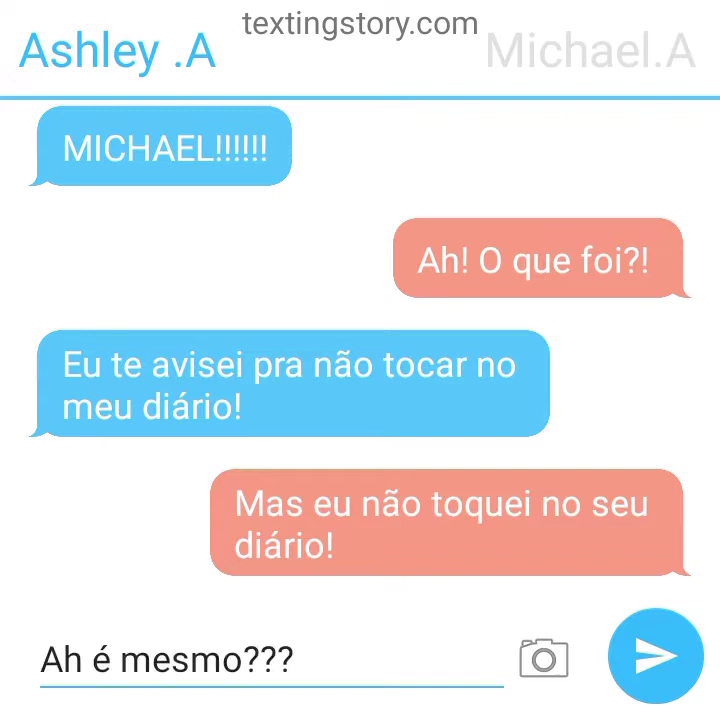 textingstory.com
Ashley .A
Michael.A
MICHAEL!!!!!!
Ah! O que foi?!
Eu te avisei pra não tocar no
meu diário!
Mas eu não toquei no seu
diário!
Ah é mesmo???